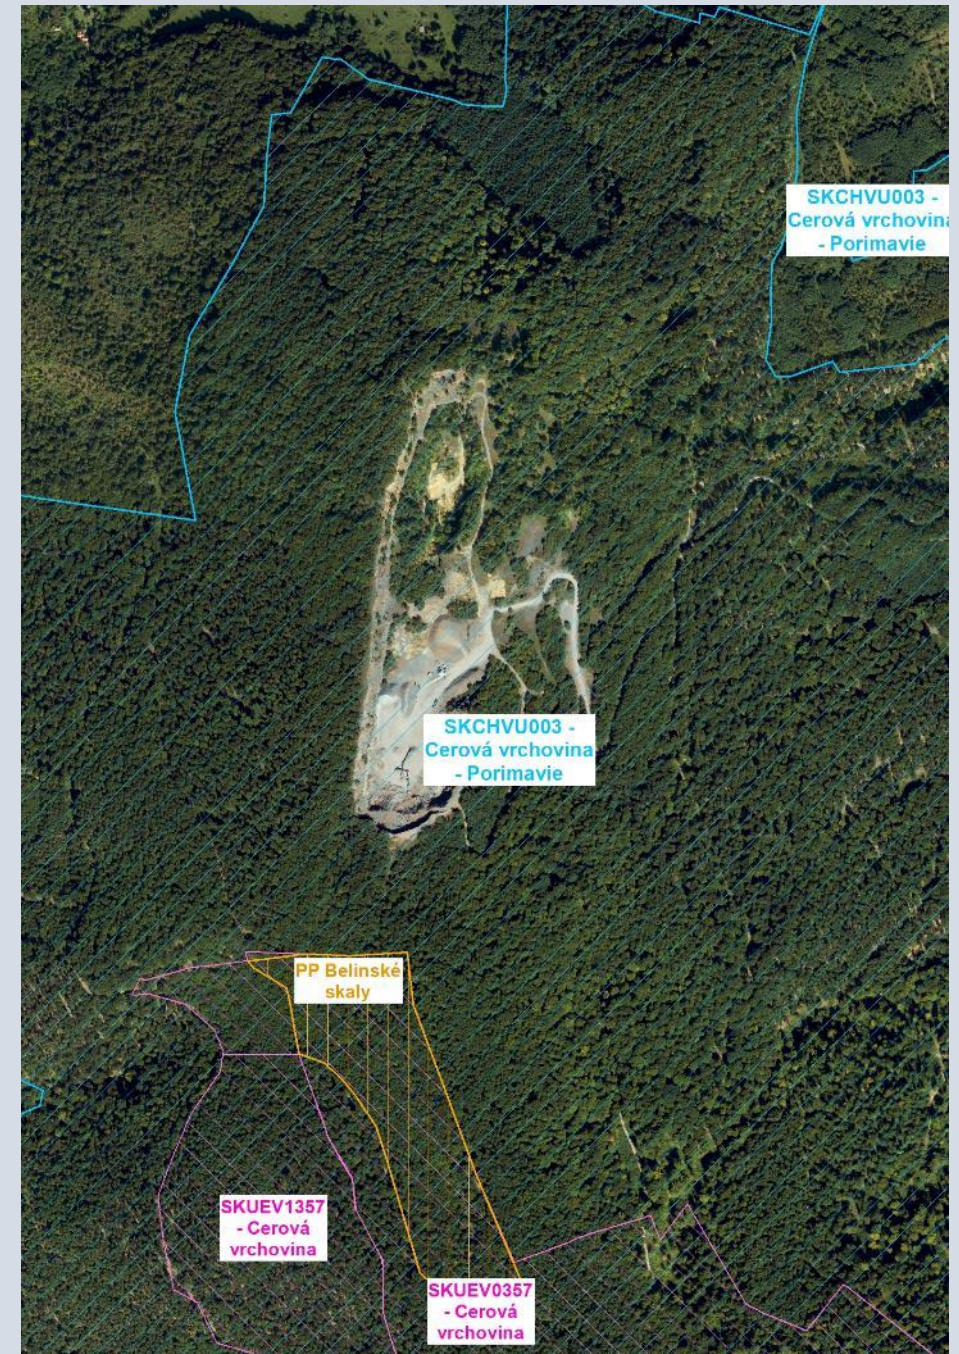 SKCHVU003 -
Cerová vrchovina
- Porimavie
SKCHVU003 -
Cerová vrchovina
- Porimavie
PP Belinské
skaly
SKUEV1357
- Cerová
vrchovina
SKUEV0357
- Cerová
vrchovina